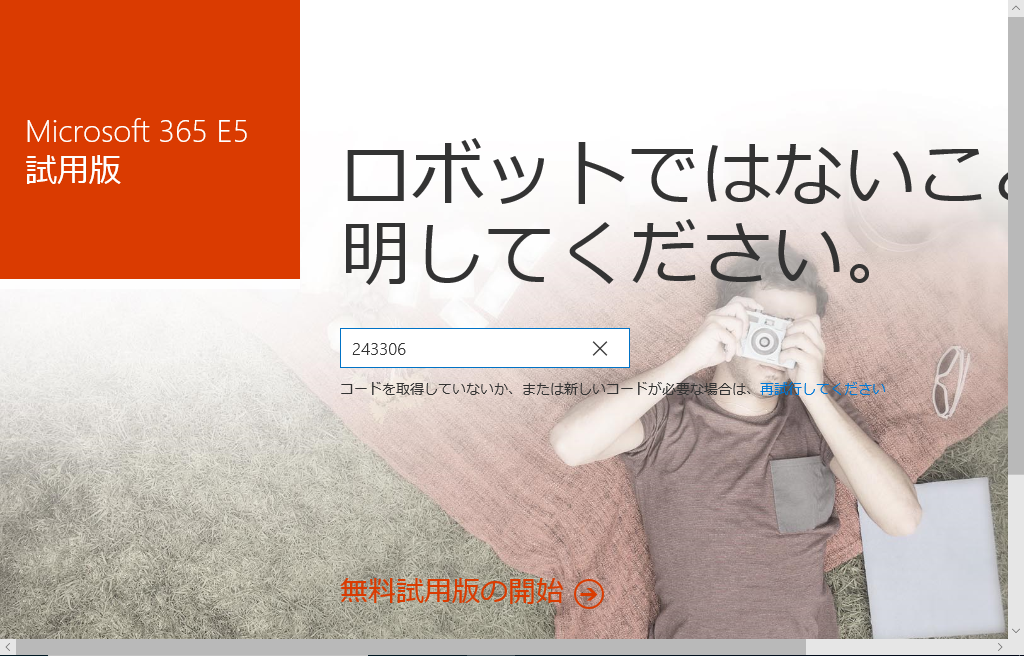 Microsoft 365 E5
試用版
ロボットではないこと
明してください。
243306
コードを取得していないか、または新しいコードが必要な場合は、再試行してください
無料試用版の開始